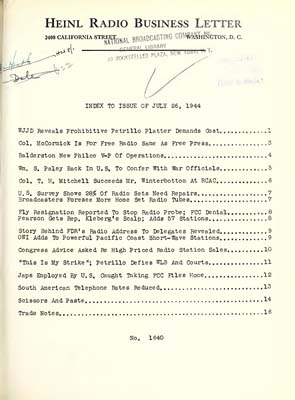 HEINL RADIO BUSINESS LETTER
2400 CALIFORNIA STREET WASHINGTON, D. C.
NATIONAL BROADCASTING COMPANY
GENERAL LIBRARY
30 ROCKEFELLER PLAZA, NEW YORK, N. Y.
INDEX TO ISSUE OF JULY 26, 1944
WJJD Reveals Prohibitive Petrillo Platter Demands Cost.............1
Col. McCormick Is For Free Radio Same As Free Press................3
Balderston New Philco V-P Of Operations............................4
Wm. S. Paley Back In U.S. To Confer With War Officials.............5
Col. T. H. Mitchell Succeeds Mr. Winterbottom At RCAC..............6
U.S. Survey Shows 28% Of Radio Sets Need Repairs...................7
Broadcasters Foresee More Home Set Radio Tubes.....................7
Fly Resignation Reported To Stop Radio Probe; FCC Denial...........8
Pearson Gets Rep. Kleberg's Scalp; Adds 57 Stations................8
Story Behind FDR's Radio Address To Delegates Revealed.............9
OWI Adds To Powerful Pacific Coast Short-Wave Stations.............9
Congress Advice Asked Re High Priced Radio Station Sales...........10
"This Is My Strike"; Petrillo Defies WLS And Courts................11
Japs Employed By U.S. Caught Taking FCC Files Home.................12
South American Telephone Rates Reduced.............................13
Scissors And Paste.................................................14
Trade Notes........................................................16
No. 1640